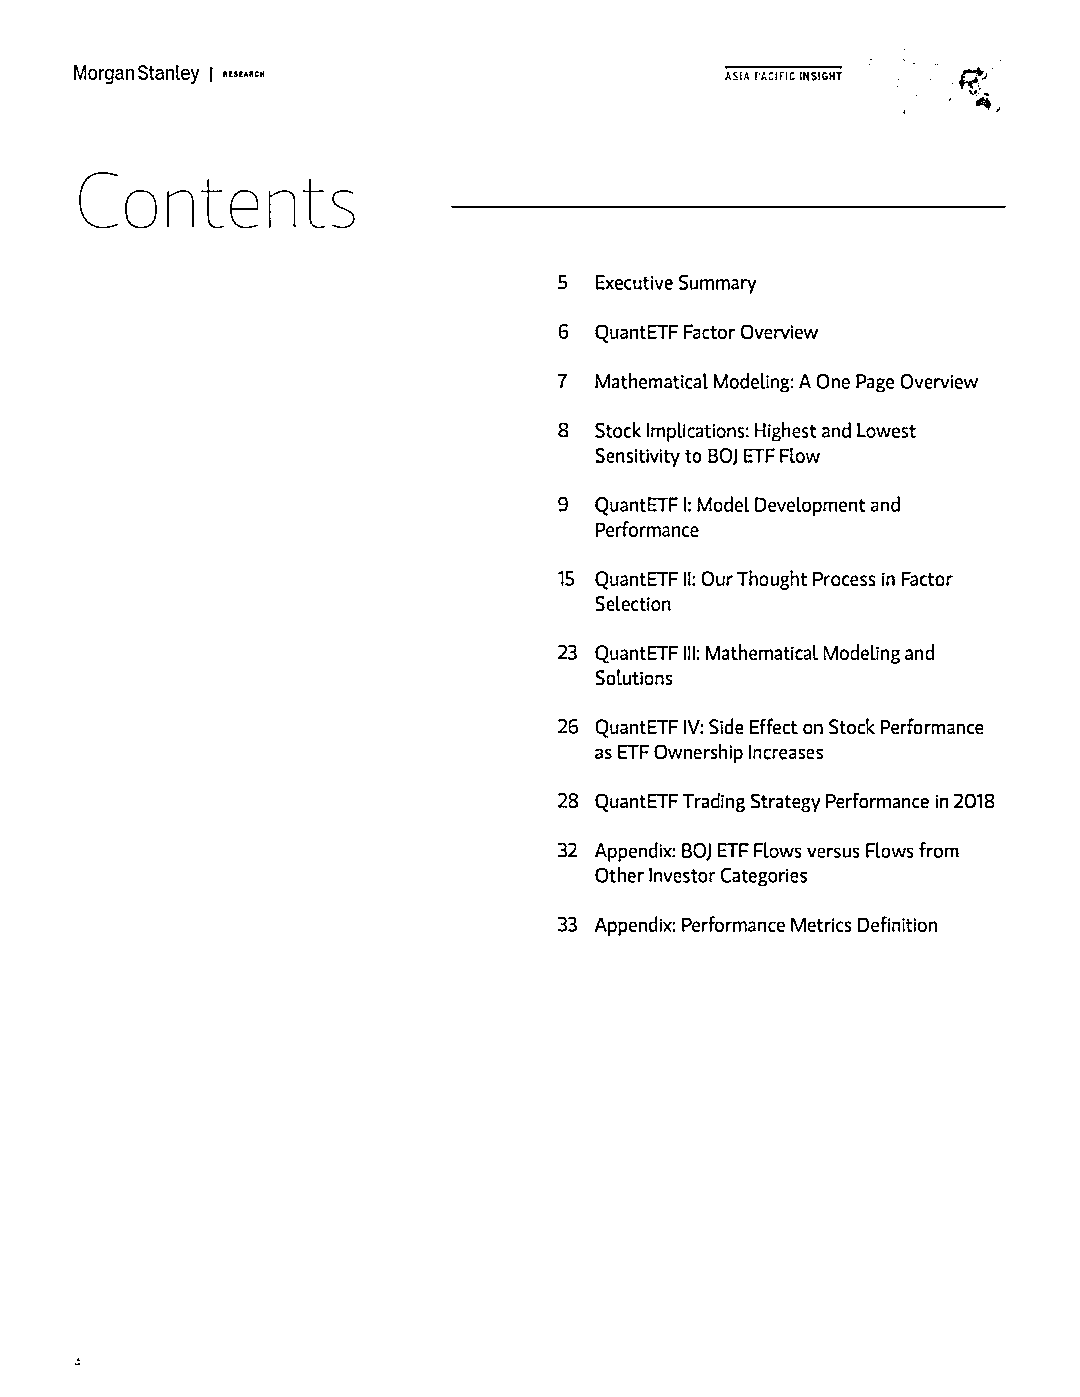 Morgan Stanley | RESEARCH
ASIA PACIFIC INSIGHT
Contents
5 Executive Summary
6 QuantETF Factor Overview
7 Mathematical Modeling: A One Page Overview
8 Stock Implications: Highest and Lowest
Sensitivity to BOJ ETF Flow
9 QuantETF I: Model Development and
Performance
15 QuantETF II: Our Thought Process in Factor
Selection
23 QuantETF III: Mathematical Modeling and
Solutions
26 QuantETF IV: Side Effect on Stock Performance
as ETF Ownership Increases
28 QuantETF Trading Strategy Performance in 2018
32 Appendix: BOJ ETF Flows versus Flows from
Other Investor Categories
33 Appendix: Performance Metrics Definition